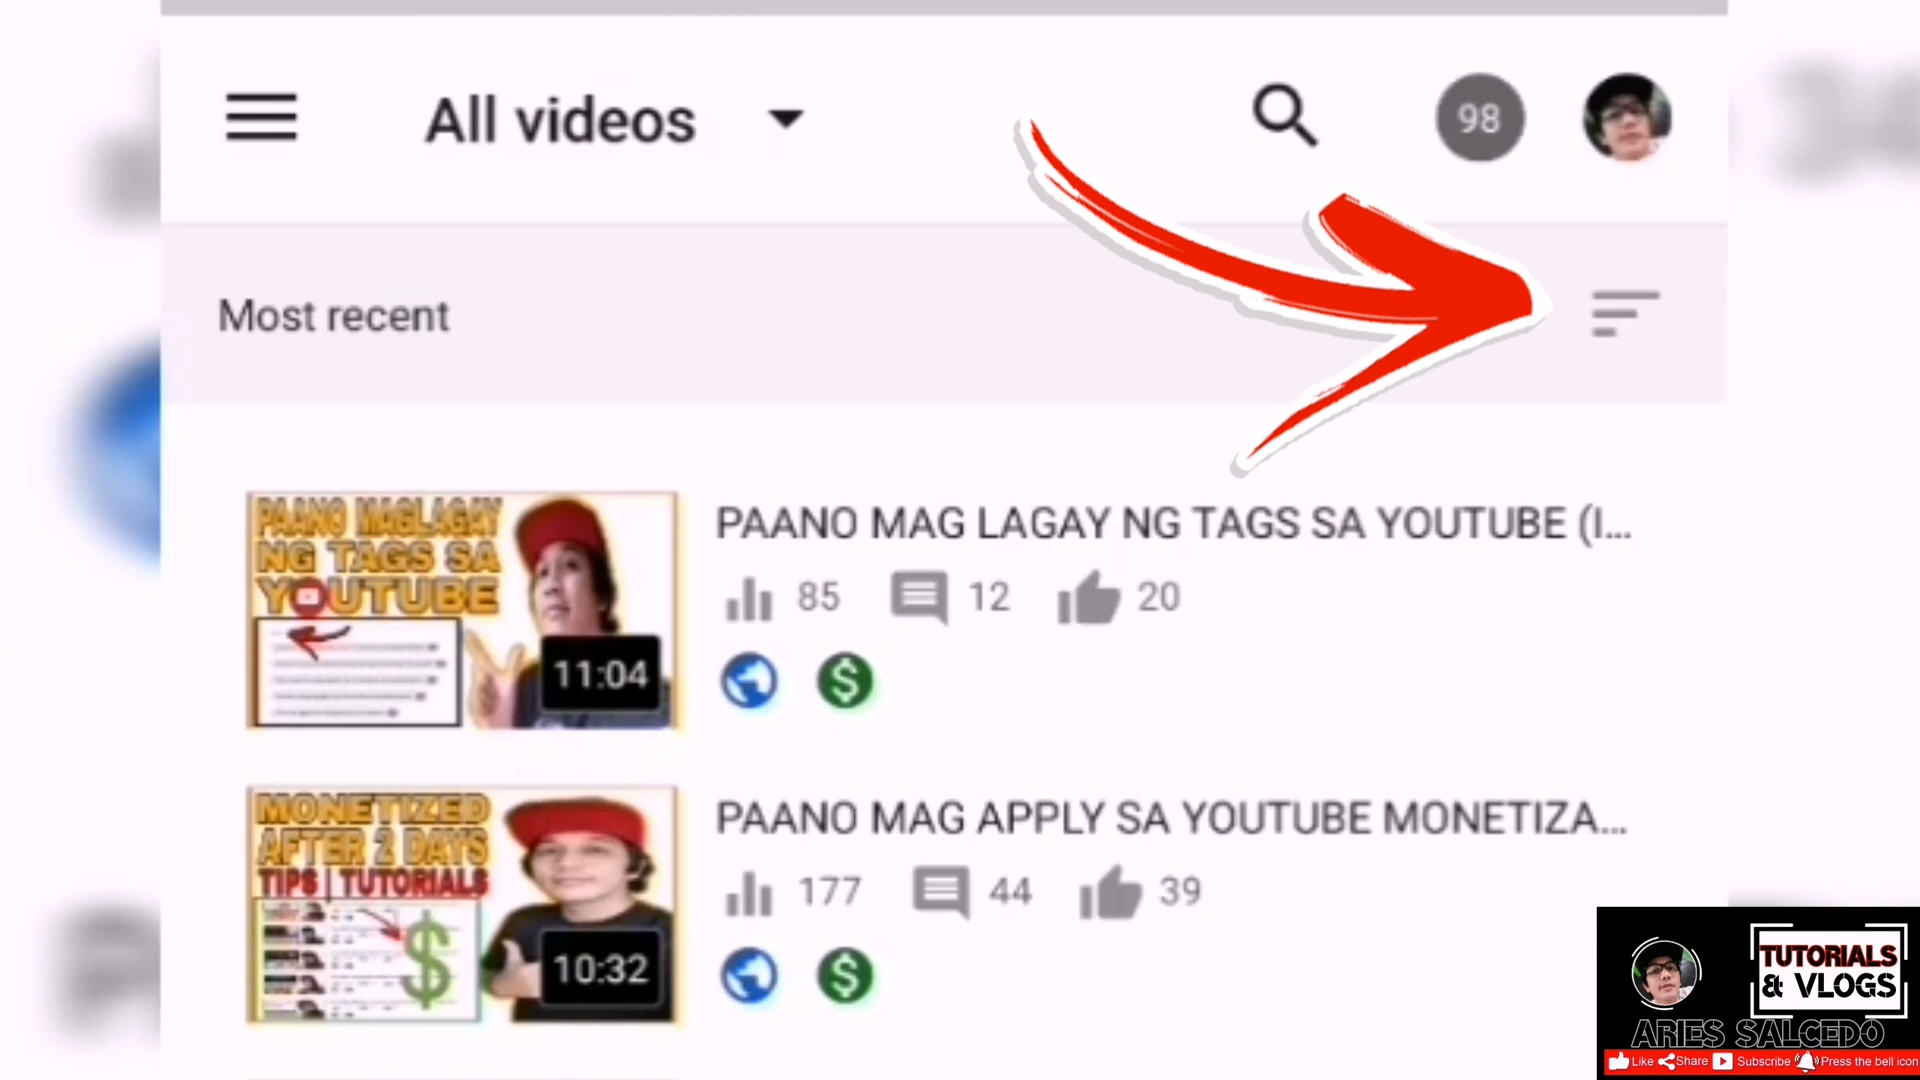 All videos
98
Most recent
PAANO MAGLAGAY
NG TAGS SA
YOUTUBE
11:04
PAANO MAG LAGAY NG TAGS SA YOUTUBE (I...
85 12 20
MONETIZED
AFTER 2 DAYS
TIPS | TUTORIALS
$
10:32
PAANO MAG APPLY SA YOUTUBE MONETIZA...
177 44 39
TUTORIALS
& VLOGS
ARIES SALCEDO
Like Share Subscribe Press the bell icon